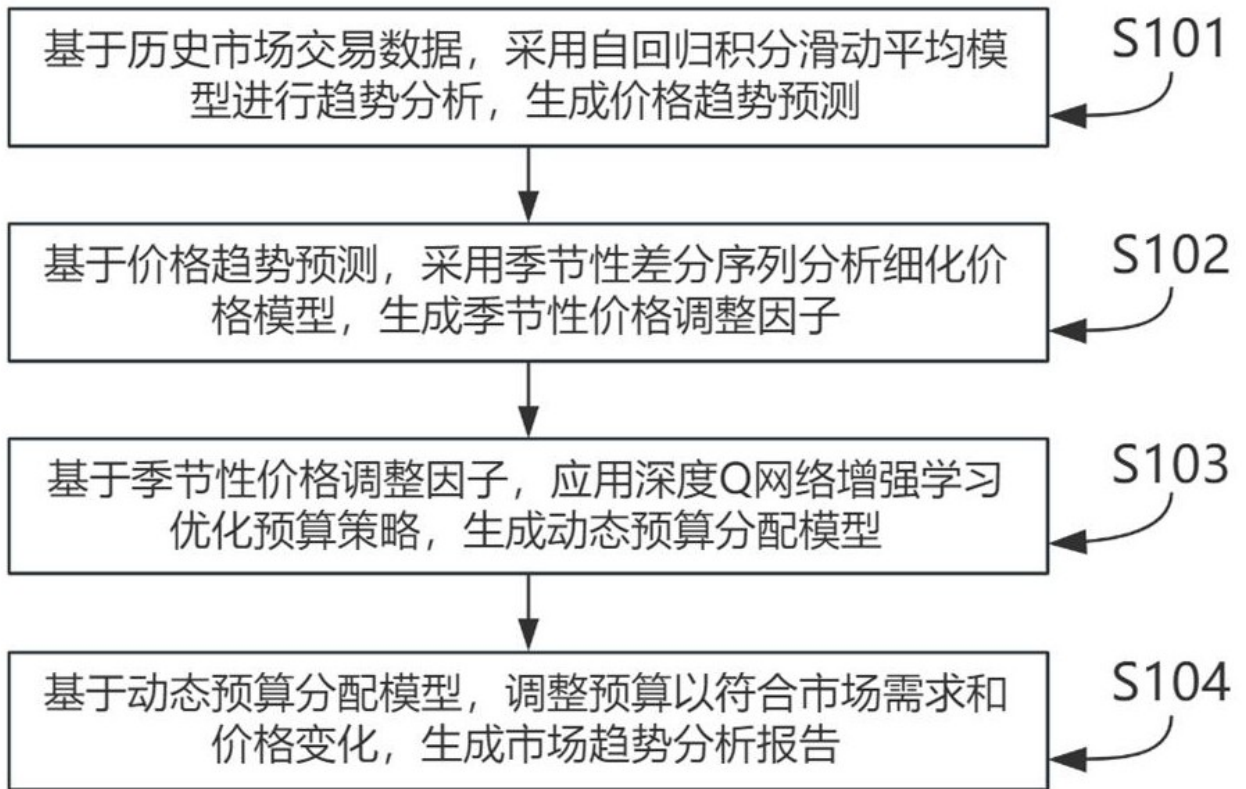 基于历史市场交易数据，采用自回归积分滑动平均模
型进行趋势分析，生成价格趋势预测
S101
基于价格趋势预测，采用季节性差分序列分析细化价
格模型，生成季节性价格调整因子
S102
基于季节性价格调整因子，应用深度Q网络增强学习
优化预算策略，生成动态预算分配模型
S103
基于动态预算分配模型，调整预算以符合市场需求和
价格变化，生成市场趋势分析报告
S104